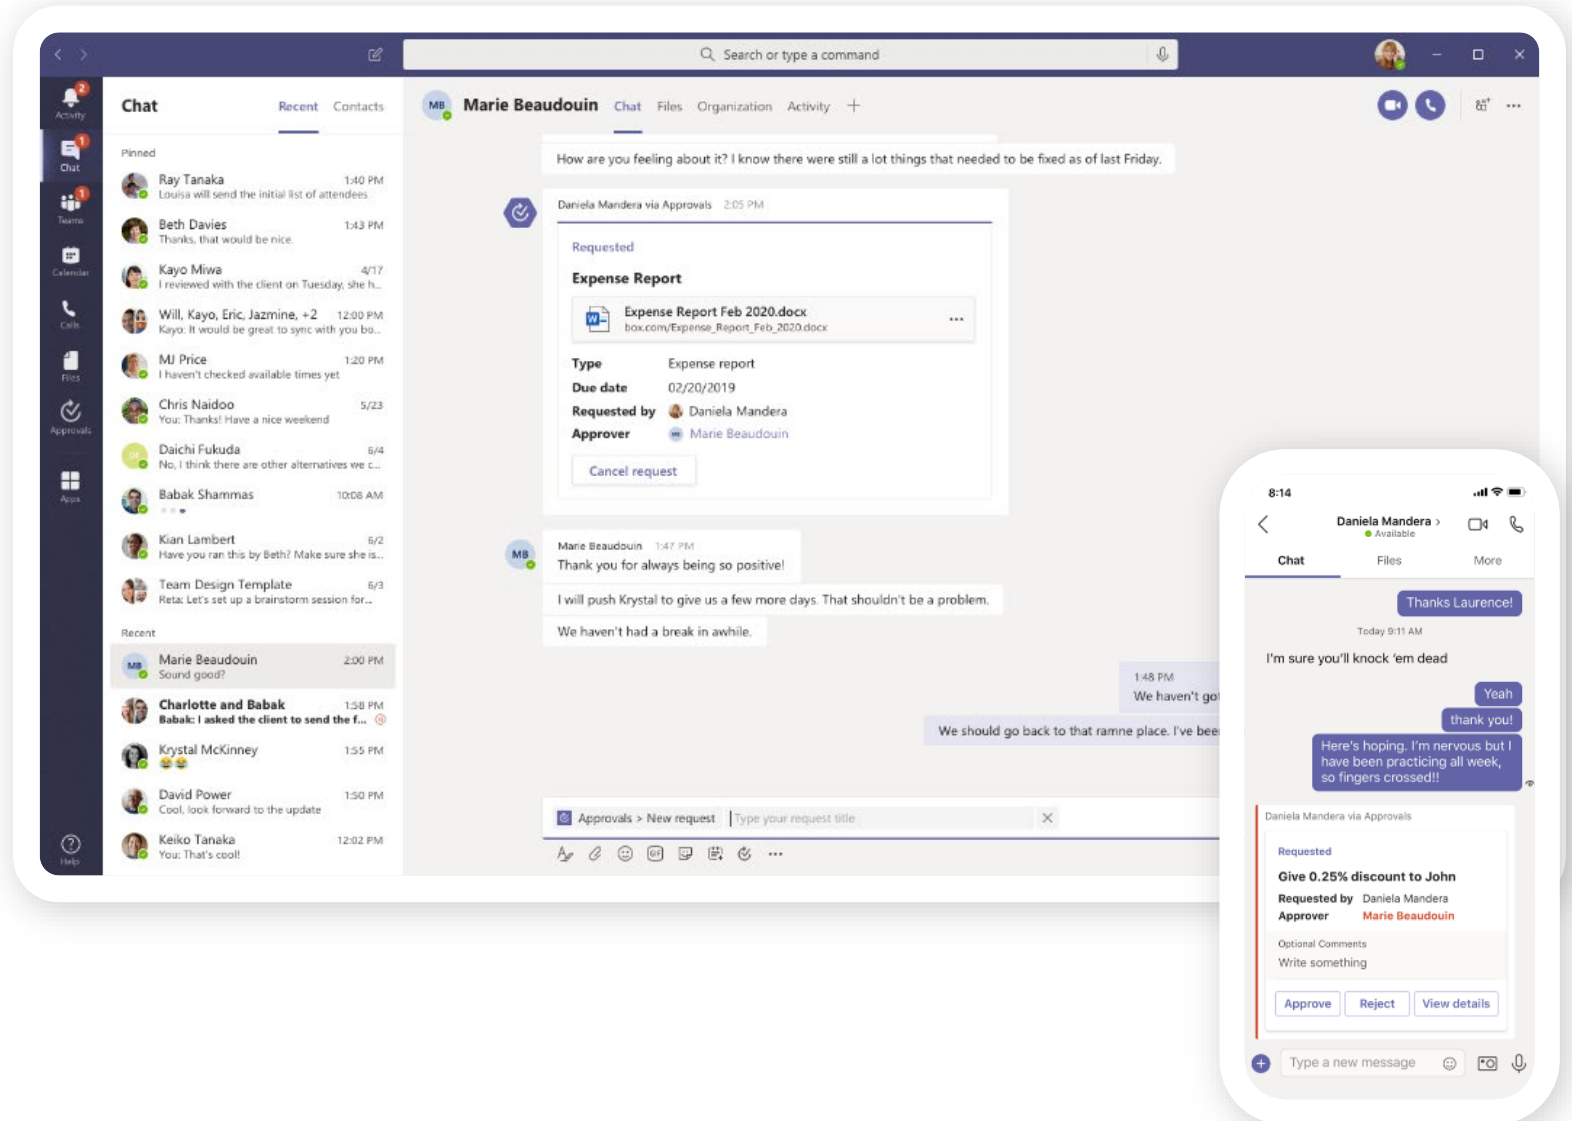 Search or type a command
2
Activity
1
Chat
1
Teams
Calendar
Calls
Files
Approvals
Apps
Help
Chat
Recent
Contacts
Pinned
Ray Tanaka 1:40 PM
Louisa will send the initial list of attendees
Beth Davies 1:43 PM
Thanks, that would be nice.
Kayo Miwa 4/17
I reviewed with the client on Tuesday, she h...
Will, Kayo, Eric, Jazmine, +2 12:00 PM
Kayo: It would be great to sync with you bo...
MJ Price 1:20 PM
I haven't checked available times yet
Chris Naidoo 5/23
You: Thanks! Have a nice weekend
DF
Daichi Fukuda 6/4
No, I think there are other alternatives we c...
Babak Shammas 10:08 AM
Kian Lambert 6/2
Have you ran this by Beth? Make sure she is...
Team Design Template 6/3
Reta: Let's set up a brainstorm session for...
Recent
MB
Marie Beaudouin 2:00 PM
Sound good?
Charlotte and Babak 1:58 PM
Babak: I asked the client to send the f... @
Krystal McKinney 1:55 PM
David Power 1:50 PM
Cool, look forward to the update
Keiko Tanaka 12:02 PM
You: That's cool!
MB Marie Beaudouin Chat Files Organization Activity
How are you feeling about it? I know there were still a lot things that needed to be fixed as of last Friday.
Daniela Mandera via Approvals 2:05 PM
Requested
Expense Report
W
Expense Report Feb 2020.docx
box.com/Expense_Report_Feb_2020.docx
Type Expense report
Due date 02/20/2019
Requested by Daniela Mandera
Approver Marie Beaudouin
Cancel request
MB
Marie Beaudouin 1:47 PM
Thank you for always being so positive!
I will push Krystal to give us a few more days. That shouldn't be a problem.
We haven't had a break in awhile.
1:48 PM
We haven't got
We should go back to that ramne place. I've bee
Approvals > New request Type your request title
GIF
8:14
Daniela Mandera >
Available
Chat Files More
Thanks Laurence!
Today 9:11 AM
I'm sure you'll knock 'em dead
Yeah
thank you!
Here's hoping. I'm nervous but I
have been practicing all week,
so fingers crossed!!
Daniela Mandera via Approvals
Requested
Give 0.25% discount to John
Requested by Daniela Mandera
Approver Marie Beaudouin
Optional Comments
Write something
Approve Reject View details
Type a new message